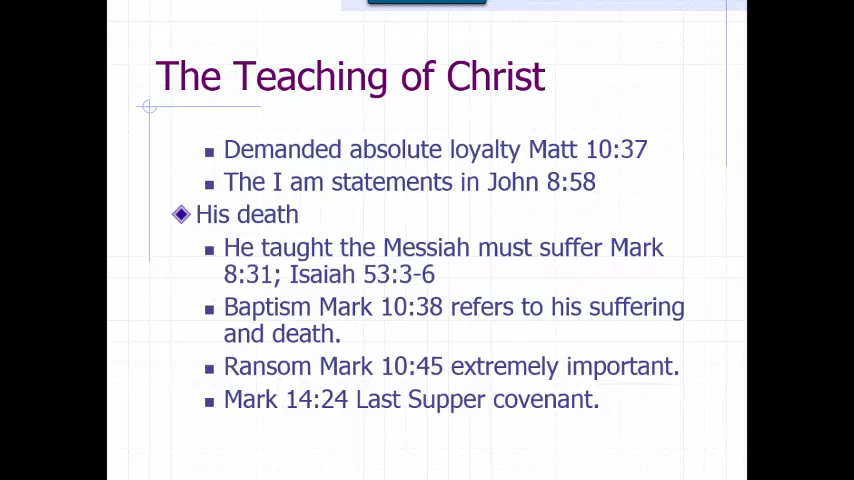 The Teaching of Christ
Demanded absolute loyalty Matt 10:37
The I am statements in John 8:58
His death
He taught the Messiah must suffer Mark
8:31; Isaiah 53:3-6
Baptism Mark 10:38 refers to his suffering
and death.
Ransom Mark 10:45 extremely important.
Mark 14:24 Last Supper covenant.